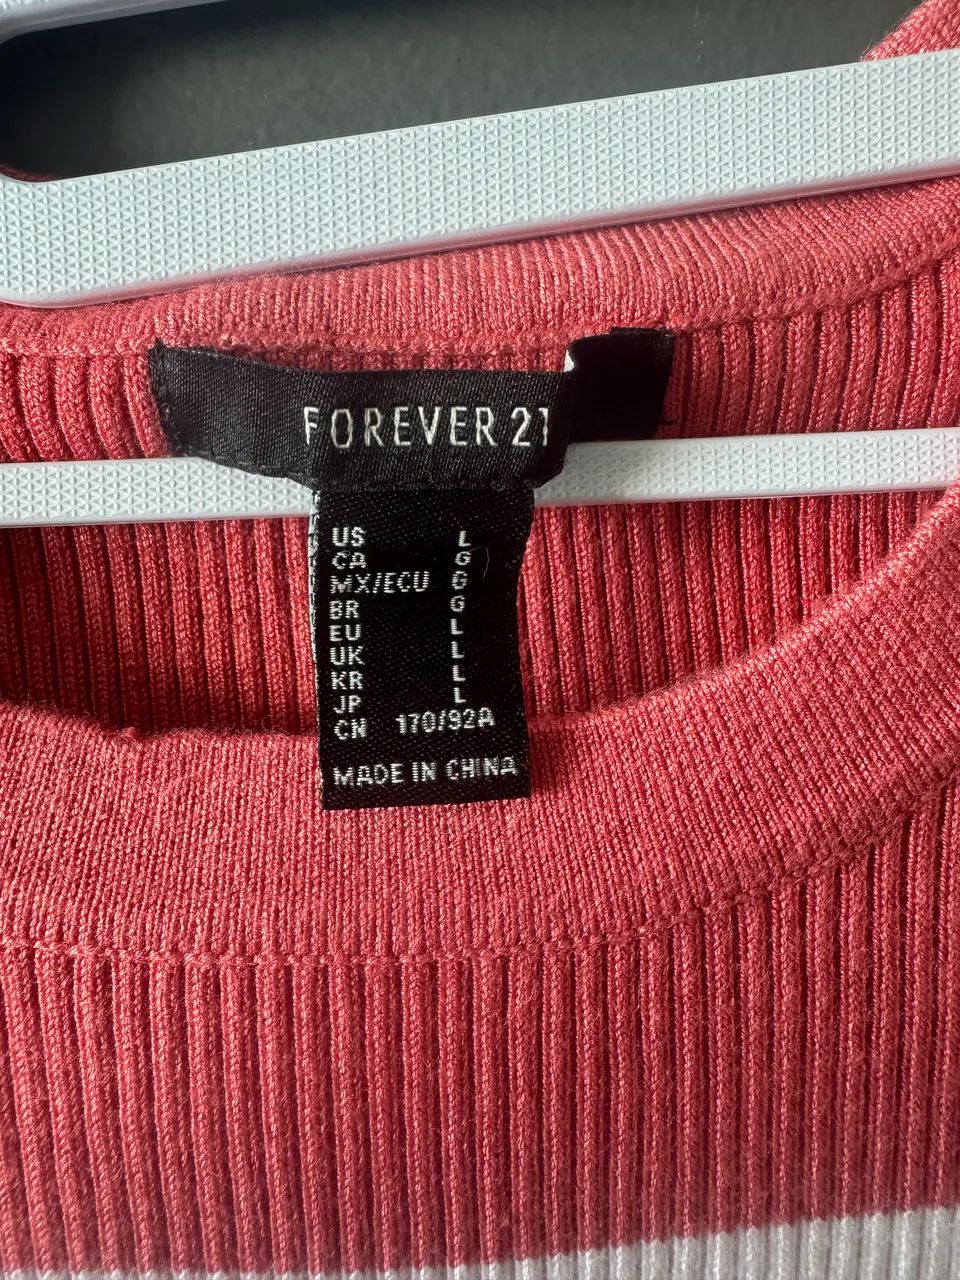 FOREVER 21
US L
CA G
MX/ECU G
BR G
EU L
UK L
KR L
JP L
CN 170/92A
MADE IN CHINA